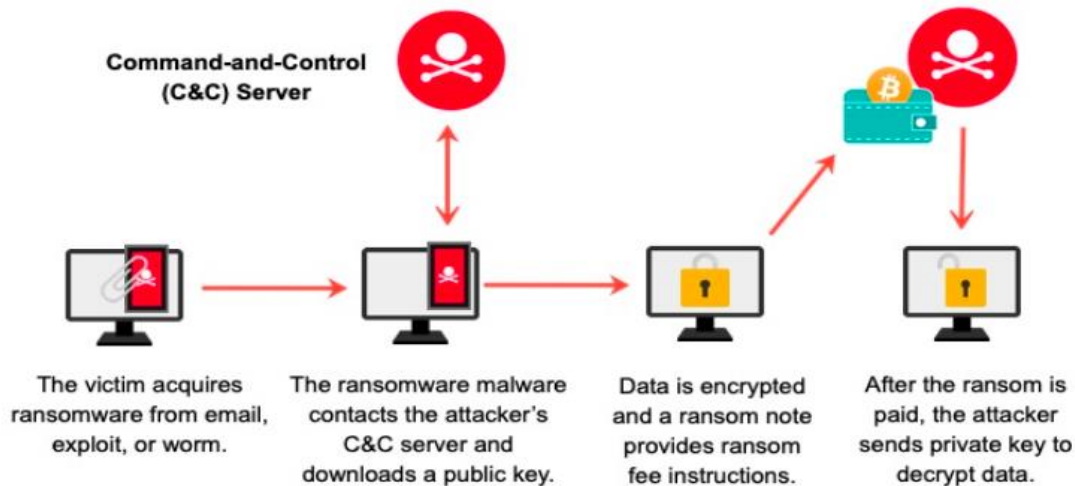 Command-and-Control
(C&C) Server
The victim acquires
ransomware from email,
exploit, or worm.
The ransomware malware
contacts the attacker's
C&C server and
downloads a public key.
Data is encrypted
and a ransom note
provides ransom
fee instructions.
After the ransom is
paid, the attacker
sends private key to
decrypt data.